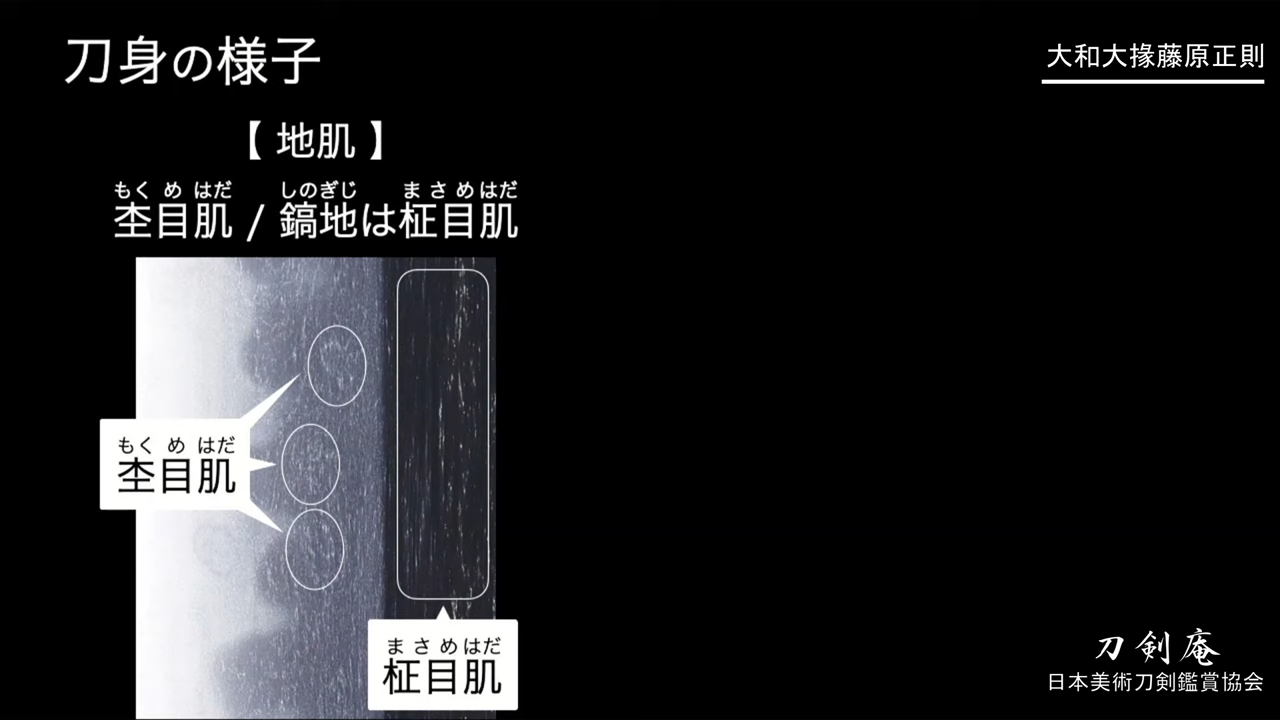 刀身の様子
大和大掾藤原正則
【 地肌 】
もく め はだ しのぎじ まさめはだ
杢目肌 / 鎬地は柾目肌
もく め はだ
杢目肌
まさめはだ
柾目肌
刀剣庵
日本美術刀剣鑑賞協会